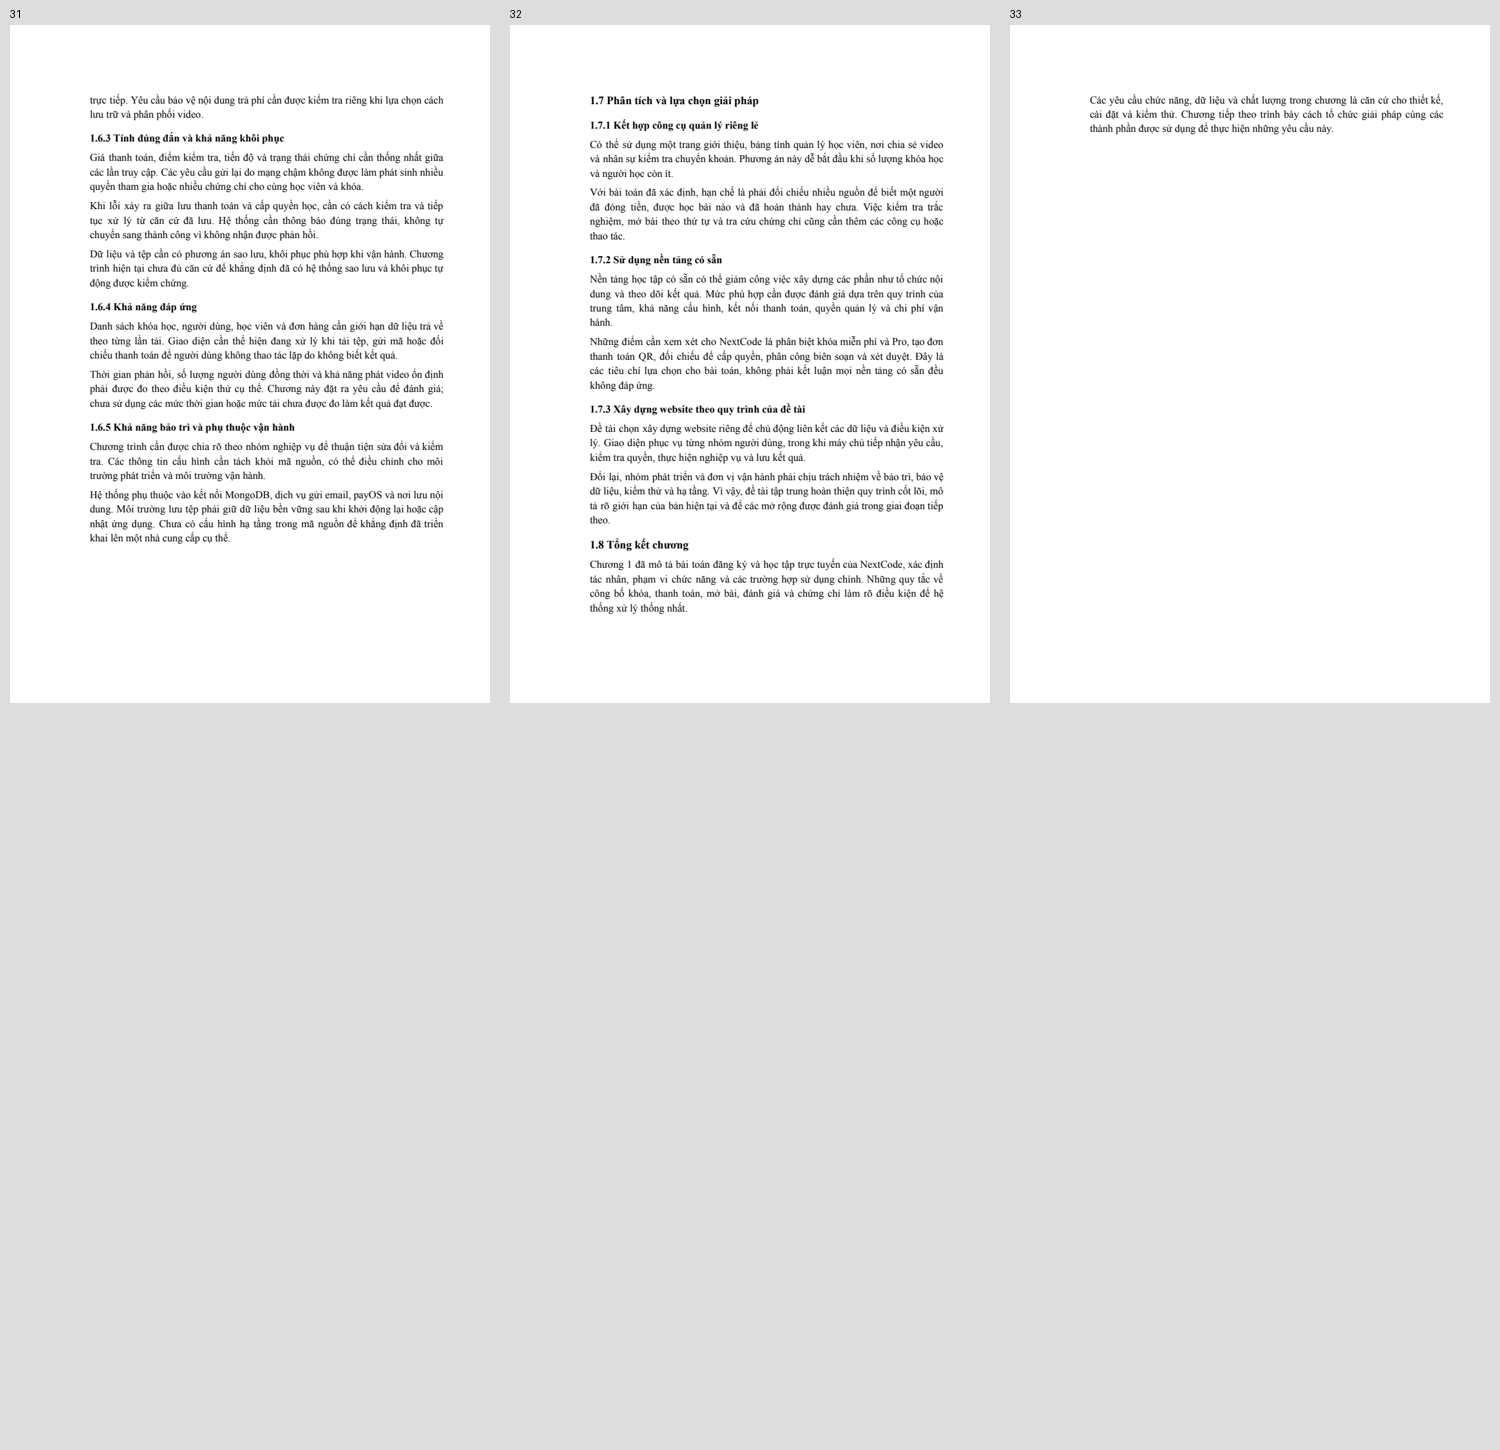 31
trực tiếp. Yêu cầu bảo vệ nội dung trả phí cần được kiểm tra riêng khi lựa chọn cách
lưu trữ và phân phối video.
1.6.3 Tính đúng đắn và khả năng khôi phục
Giá thanh toán, điểm kiểm tra, tiến độ và trạng thái chứng chỉ cần thống nhất giữa
các lần truy cập. Các yêu cầu gửi lại do mạng chậm không được làm phát sinh nhiều
quyền tham gia hoặc nhiều chứng chỉ cho cùng học viên và khóa.
Khi lỗi xảy ra giữa lưu thanh toán và cấp quyền học, cần có cách kiểm tra và tiếp
tục xử lý từ căn cứ đã lưu. Hệ thống cần thông báo đúng trạng thái, không tự
chuyển sang thành công vì không nhận được phản hồi.
Dữ liệu và tệp cần có phương án sao lưu, khôi phục phù hợp khi vận hành. Chương
trình hiện tại chưa đủ căn cứ để khẳng định đã có hệ thống sao lưu và khôi phục tự
động được kiểm chứng.
1.6.4 Khả năng đáp ứng
Danh sách khóa học, người dùng, học viên và đơn hàng cần giới hạn dữ liệu trả về
theo từng lần tải. Giao diện cần thể hiện đang xử lý khi tải tệp, gửi mã hoặc đối
chiếu thanh toán để người dùng không thao tác lặp do không biết kết quả.
Thời gian phản hồi, số lượng người dùng đồng thời và khả năng phát video ổn định
phải được đo theo điều kiện thử cụ thể. Chương này đặt ra yêu cầu để đánh giá;
chưa sử dụng các mức thời gian hoặc mức tải chưa được đo làm kết quả đạt được.
1.6.5 Khả năng bảo trì và phụ thuộc vận hành
Chương trình cần được chia rõ theo nhóm nghiệp vụ để thuận tiện sửa đổi và kiểm
tra. Các thông tin cấu hình cần tách khỏi mã nguồn, có thể điều chỉnh cho môi
trường phát triển và môi trường vận hành.
Hệ thống phụ thuộc vào kết nối MongoDB, dịch vụ gửi email, payOS và nơi lưu nội
dung. Môi trường lưu tệp phải giữ dữ liệu bền vững sau khi khởi động lại hoặc cập
nhật ứng dụng. Chưa có cấu hình hạ tầng trong mã nguồn để khẳng định đã triển
khai lên một nhà cung cấp cụ thể.
32
1.7 Phân tích và lựa chọn giải pháp
1.7.1 Kết hợp công cụ quản lý riêng lẻ
Có thể sử dụng một trang giới thiệu, bảng tính quản lý học viên, nơi chia sẻ video
và nhân sự kiểm tra chuyển khoản. Phương án này dễ bắt đầu khi số lượng khóa học
và người học còn ít.
Với bài toán đã xác định, hạn chế là phải đối chiếu nhiều nguồn để biết một người
đã đóng tiền, được học bài nào và đã hoàn thành hay chưa. Việc kiểm tra trắc
nghiệm, mở bài theo thứ tự và tra cứu chứng chỉ cũng cần thêm các công cụ hoặc
thao tác.
1.7.2 Sử dụng nền tảng có sẵn
Nền tảng học tập có sẵn có thể giảm công việc xây dựng các phần như tổ chức nội
dung và theo dõi kết quả. Mức phù hợp cần được đánh giá dựa trên quy trình của
trung tâm, khả năng cấu hình, kết nối thanh toán, quyền quản lý và chi phí vận
hành.
Những điểm cần xem xét cho NextCode là phân biệt khóa miễn phí và Pro, tạo đơn
thanh toán QR, đối chiếu để cấp quyền, phân công biên soạn và xét duyệt. Đây là
các tiêu chí lựa chọn cho bài toán, không phải kết luận mọi nền tảng có sẵn đều
không đáp ứng.
1.7.3 Xây dựng website theo quy trình của đề tài
Đề tài chọn xây dựng website riêng để chủ động liên kết các dữ liệu và điều kiện xử
lý. Giao diện phục vụ từng nhóm người dùng, trong khi máy chủ tiếp nhận yêu cầu,
kiểm tra quyền, thực hiện nghiệp vụ và lưu kết quả.
Đổi lại, nhóm phát triển và đơn vị vận hành phải chịu trách nhiệm về bảo trì, bảo vệ
dữ liệu, kiểm thử và hạ tầng. Vì vậy, đề tài tập trung hoàn thiện quy trình cốt lõi, mô
tả rõ giới hạn của bản hiện tại và để các mở rộng được đánh giá trong giai đoạn tiếp
theo.
1.8 Tổng kết chương
Chương 1 đã mô tả bài toán đăng ký và học tập trực tuyến của NextCode, xác định
tác nhân, phạm vi chức năng và các trường hợp sử dụng chính. Những quy tắc về
công bố khóa, thanh toán, mở bài, đánh giá và chứng chỉ làm rõ điều kiện để hệ
thống xử lý thống nhất.
33
Các yêu cầu chức năng, dữ liệu và chất lượng trong chương là căn cứ cho thiết kế,
cài đặt và kiểm thử. Chương tiếp theo trình bày cách tổ chức giải pháp cùng các
thành phần được sử dụng để thực hiện những yêu cầu này.